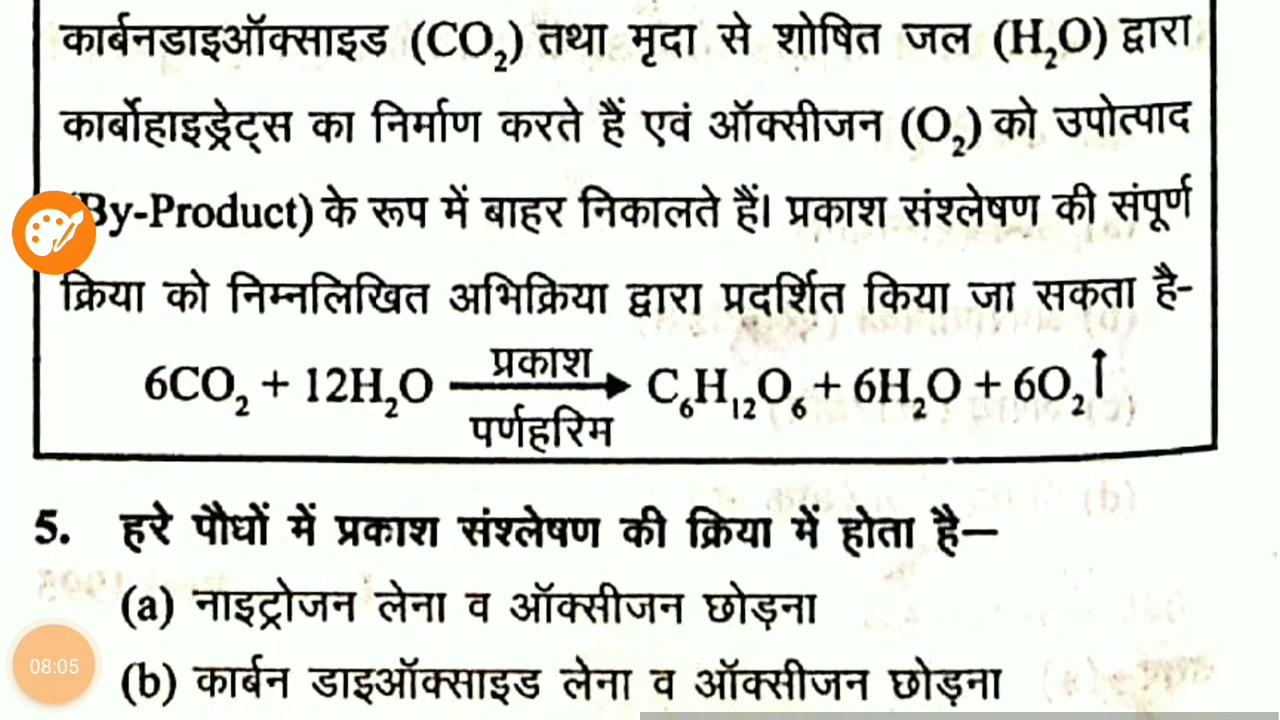 कार्बनडाइऑक्साइड (CO₂) तथा मृदा से शोषित जल (H₂O) द्वारा
कार्बोहाइड्रेट्स का निर्माण करते हैं एवं ऑक्सीजन (O₂) को उपोत्पाद
By-Product) के रूप में बाहर निकालते हैं। प्रकाश संश्लेषण की संपूर्ण
क्रिया को निम्नलिखित अभिक्रिया द्वारा प्रदर्शित किया जा सकता है-
6CO₂ + 12H₂O प्रकाश → C₆H₁₂O₆ + 6H₂O + 6O₂↑
पर्णहरिम
5. हरे पौधों में प्रकाश संश्लेषण की क्रिया में होता है—
(a) नाइट्रोजन लेना व ऑक्सीजन छोड़ना
08:05
(b) कार्बन डाइऑक्साइड लेना व ऑक्सीजन छोड़ना